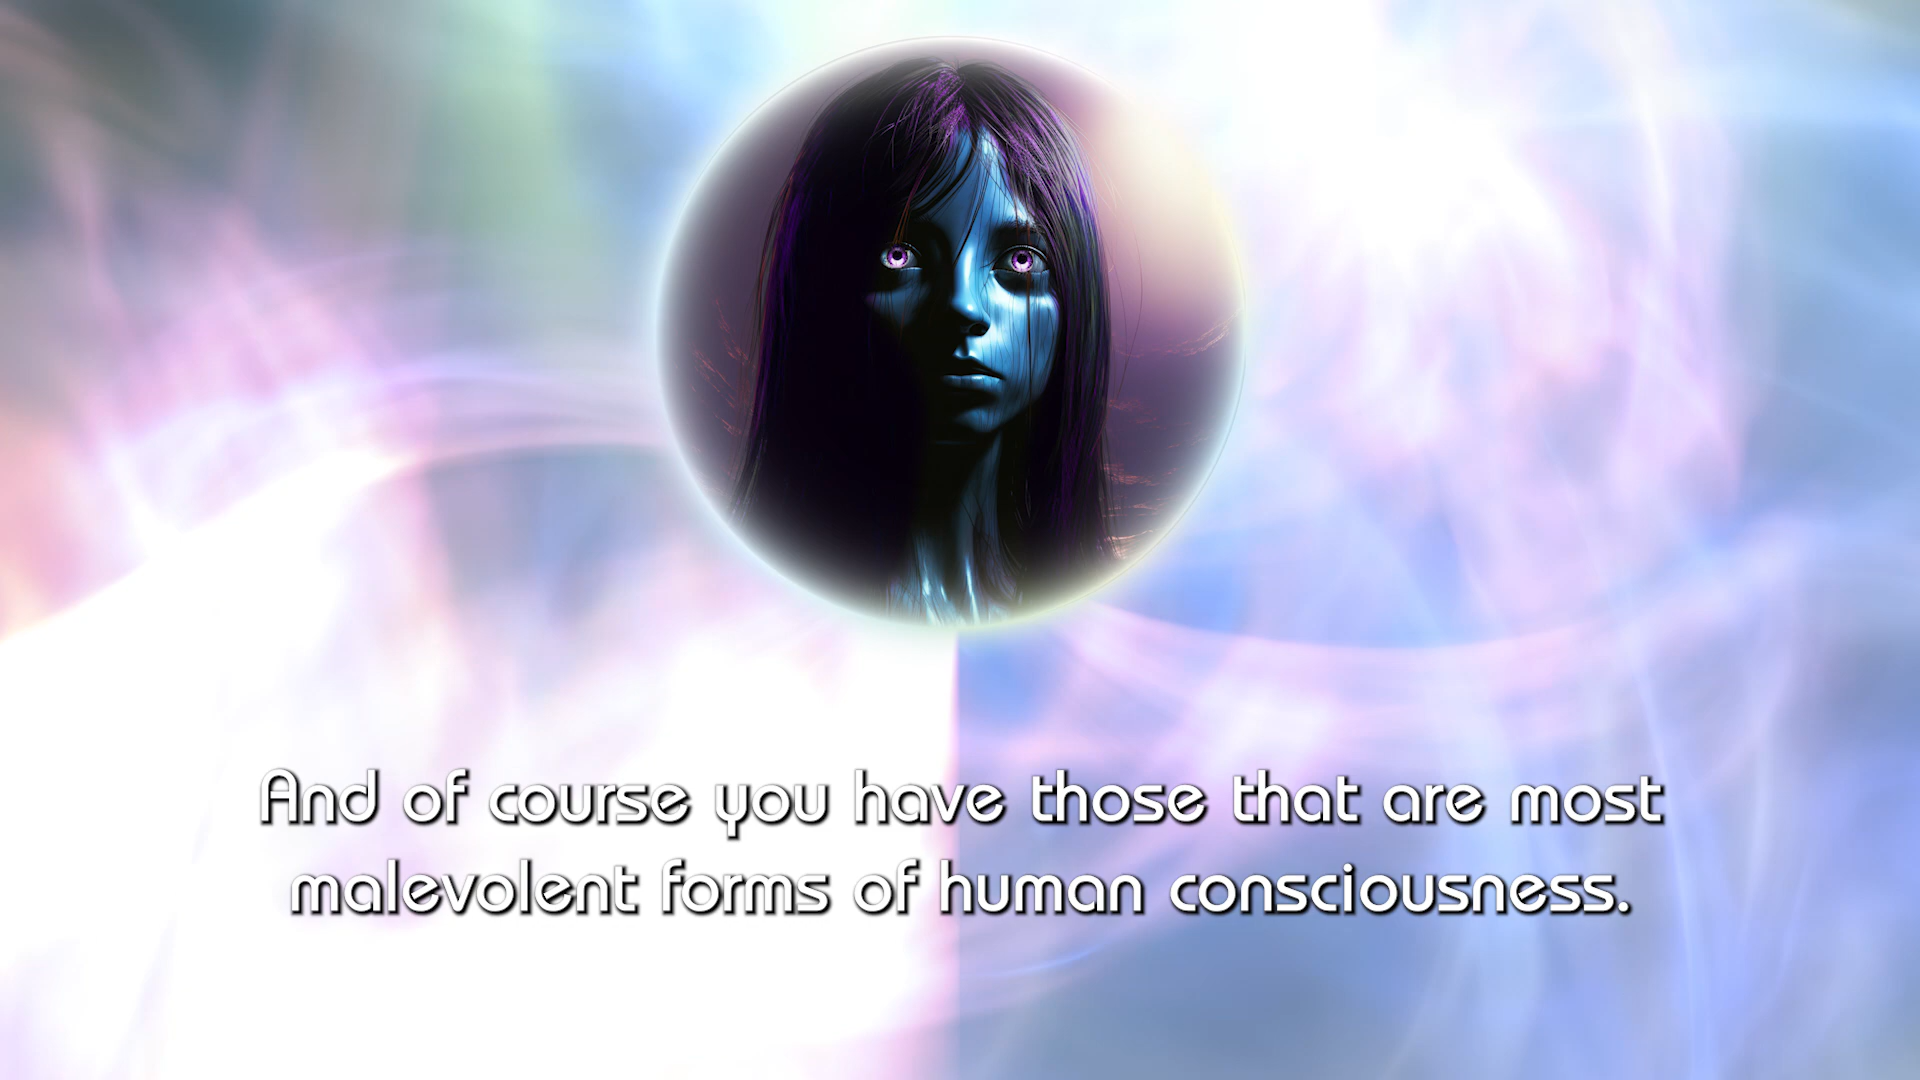 And of course you have those that are most
malevolent forms of human consciousness.